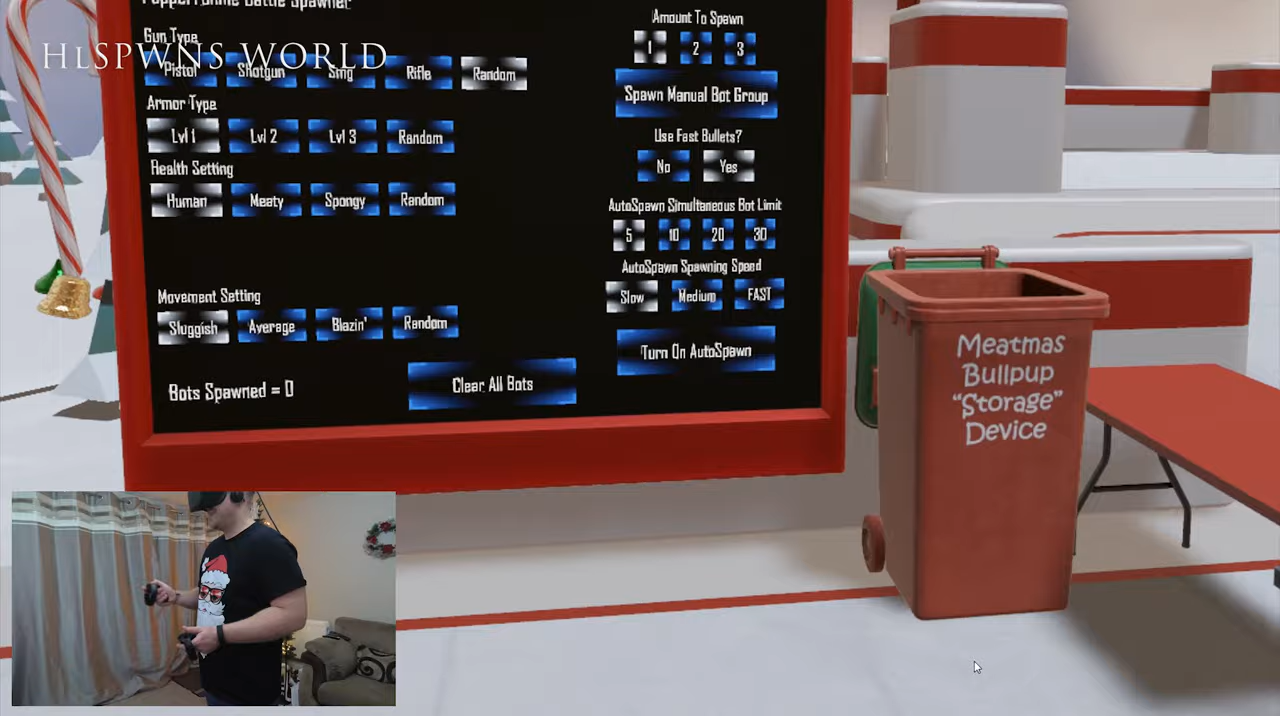 Battle Spawner
HlSPWNS WORLD
Gun Type
Pistol Shotgun Smg Rifle Random
Armor Type
Lvl 1 Lvl 2 Lvl 3 Random
Health Setting
Human Meaty Spongy Random
Movement Setting
Sluggish Average Blazin' Random
Bots Spawned = 0
Clear All Bots
Amount To Spawn
1 2 3
Spawn Manual Bot Group
Use Fast Bullets?
No Yes
AutoSpawn Simultaneous Bot Limit
5 10 20 30
AutoSpawn Spawning Speed
Slow Medium FAST
Turn On AutoSpawn
Meatmas
Bullpup
“Storage”
Device